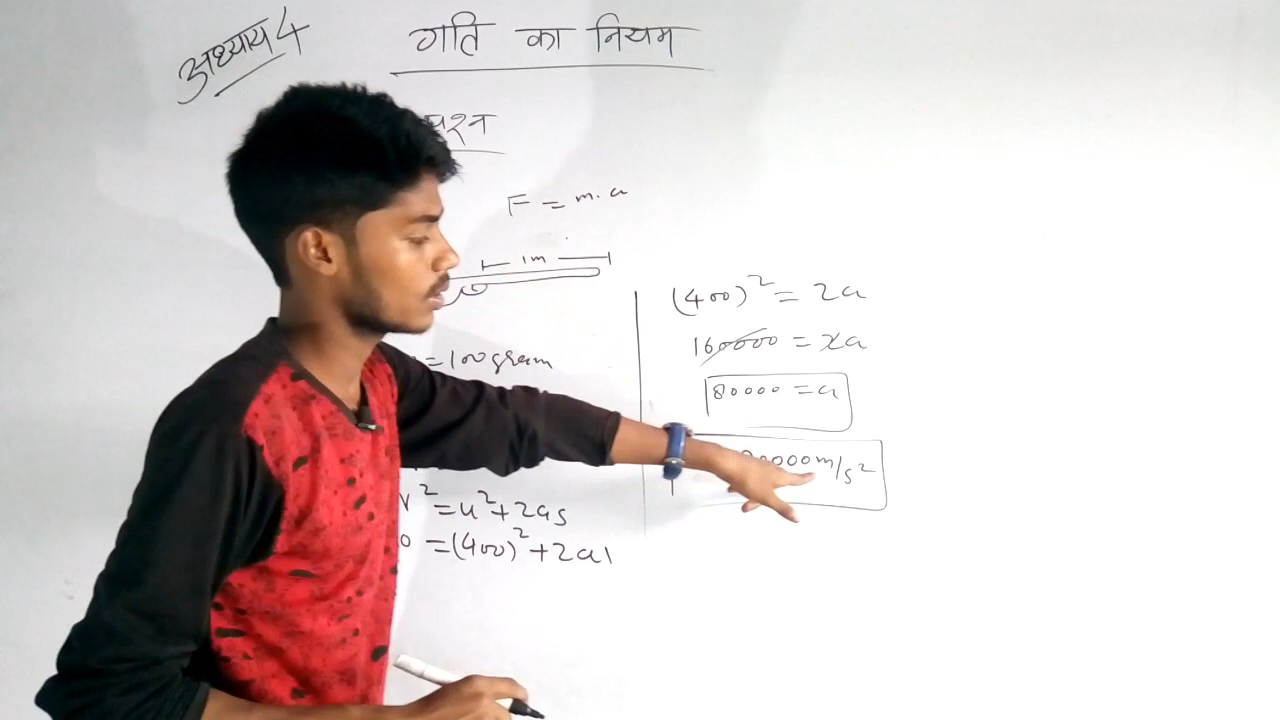 अध्याय 4
गति का नियम
प्रश्न
F = m.a
1m
= 100 gram
V² = u² + 2as
0 = (400)² + 2a1
(400)² = 2a
160000 = 2a
80000 = a
80000 m/s²